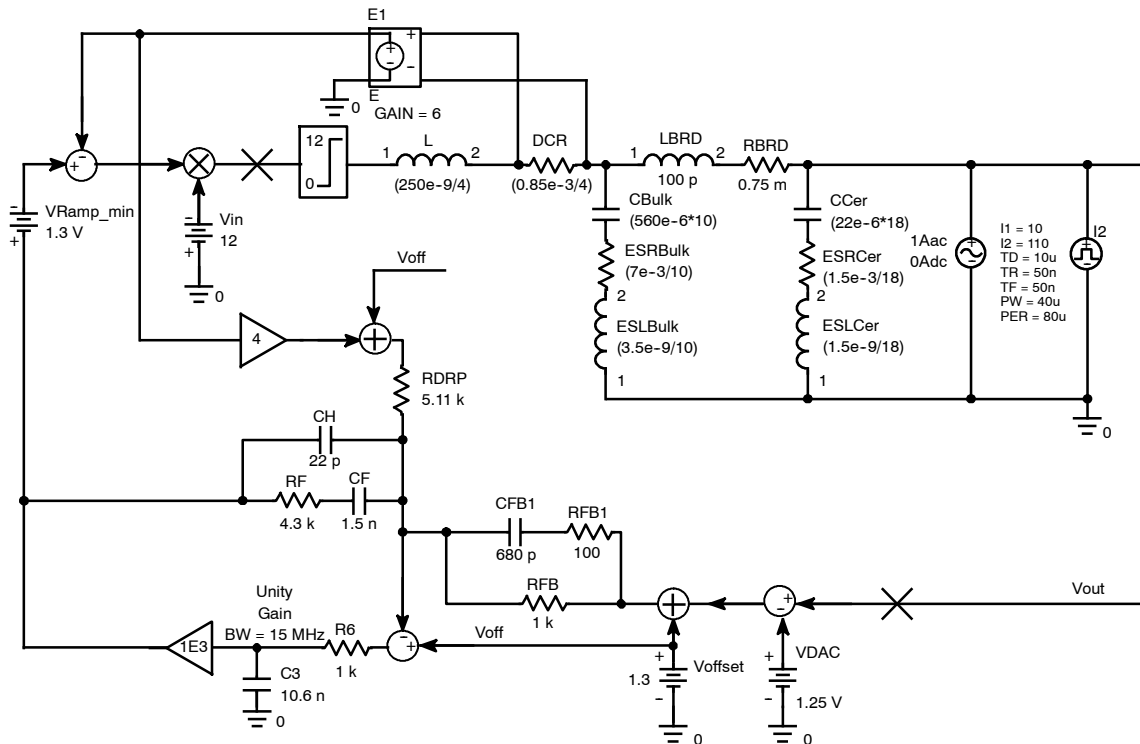 E1
+
+
-
-
E
GAIN = 6
0
-
+
12
0
1 L 2
(250e-9/4)
DCR
(0.85e-3/4)
LBRD
1 2
100 p
RBRD
0.75 m
-
VRamp_min
1.3 V
+
-
Vin
12
+
0
CBulk
(560e-6*10)
ESRBulk
(7e-3/10)
2
ESLBulk
(3.5e-9/10)
1
CCer
(22e-6*18)
ESRCer
(1.5e-3/18)
2
ESLCer
(1.5e-9/18)
1
1Aac
0Adc
+
-
I1 = 10
I2 = 110
TD = 10u
TR = 50n
TF = 50n
PW = 40u
PER = 80u
I2
+
-
0
Voff
4
RDRP
5.11 k
CH
22 p
RF
4.3 k
CF
1.5 n
CFB1
680 p
RFB1
100
RFB
1 k
Unity
Gain
BW = 15 MHz
1E3
R6
1 k
C3
10.6 n
0
-
+
Voff
+
Voffset
1.3
-
0
+
-
VDAC
+
-
1.25 V
0
Vout